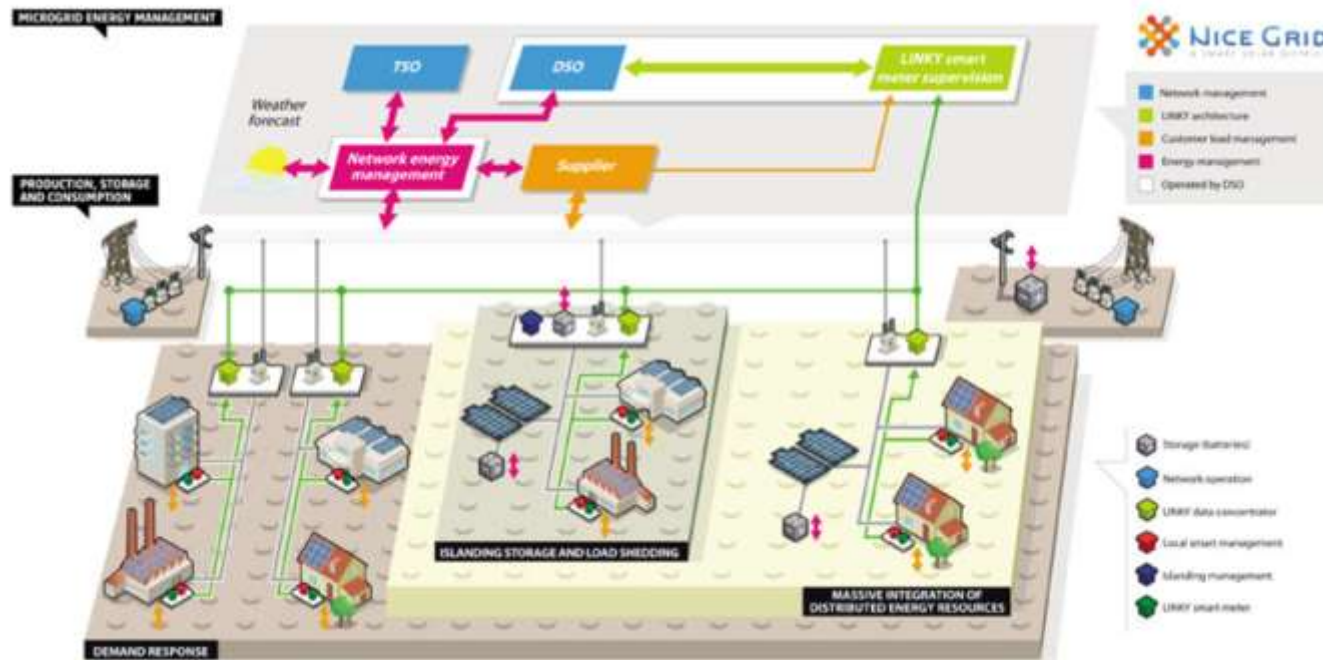 MICROGRID ENERGY MANAGEMENT
NICE GRID
TSO
DSO
LINKY smart
meter supervision
Weather
forecast
Network energy
management
Supplier
Network management
LINKY architecture
Customer load management
Energy management
Operated by DSO
PRODUCTION, STORAGE
AND CONSUMPTION
ISLANDING STORAGE AND LOAD SHEDDING
MASSIVE INTEGRATION OF
DISTRIBUTED ENERGY RESOURCES
DEMAND RESPONSE
Storage (batteries)
Network operation
LINKY data concentrator
Local smart management
Islanding management
LINKY smart meter